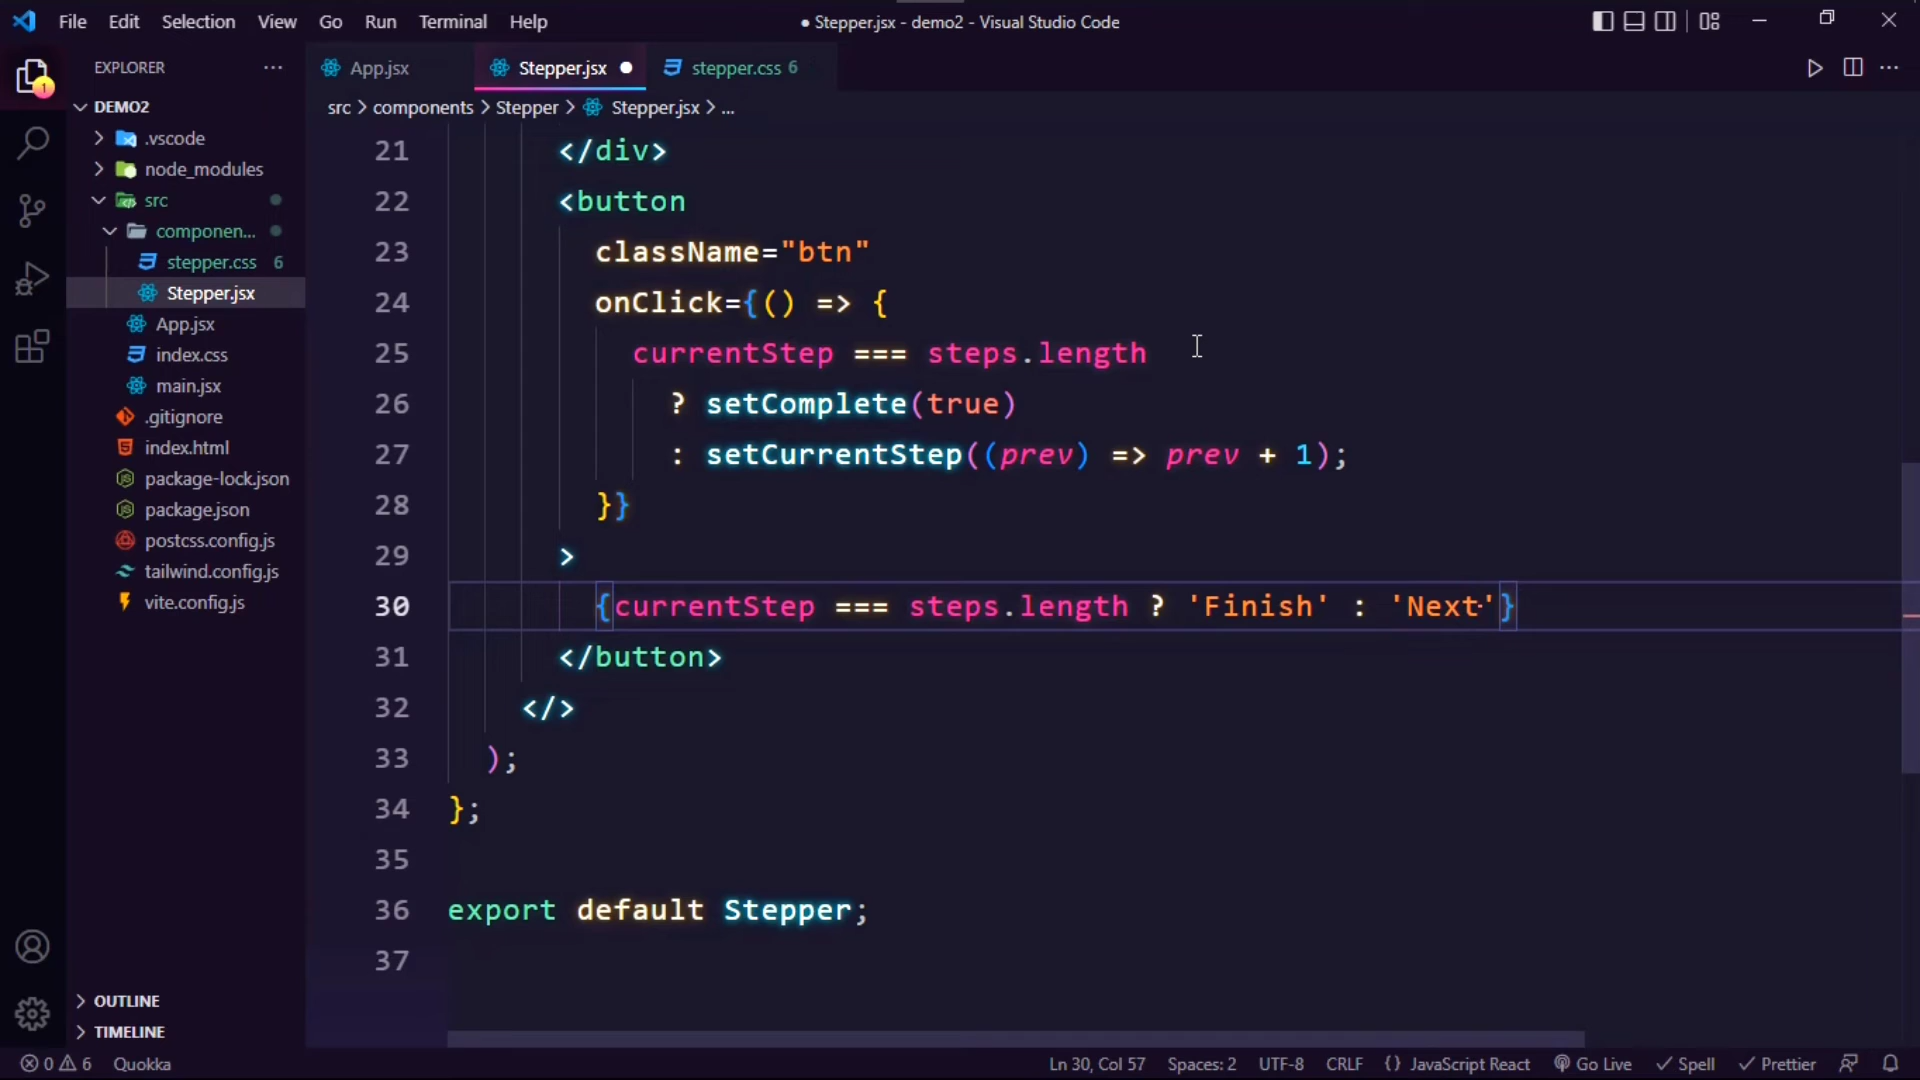 File Edit Selection View Go Run Terminal Help
● Stepper.jsx - demo2 - Visual Studio Code
EXPLORER ...
App.jsx
Stepper.jsx ●
stepper.css 6
src > components > Stepper > Stepper.jsx > ...
1
DEMO2
.vscode
node_modules
src
componen...
stepper.css 6
Stepper.jsx
App.jsx
index.css
main.jsx
.gitignore
index.html
package-lock.json
package.json
postcss.config.js
tailwind.config.js
vite.config.js
OUTLINE
TIMELINE
21 </div>
22 <button
23 className="btn"
24 onClick={() => {
25 currentStep === steps.length
26 ? setComplete(true)
27 : setCurrentStep((prev) => prev + 1);
28 }}
29 >
30 {currentStep === steps.length ? 'Finish' : 'Next '}
31 </button>
32 </>
33 );
34 };
35
36 export default Stepper;
37
0 6 Quokka
Ln 30, Col 57 Spaces: 2 UTF-8 CRLF {} JavaScript React Go Live ✓ Spell ✓ Prettier